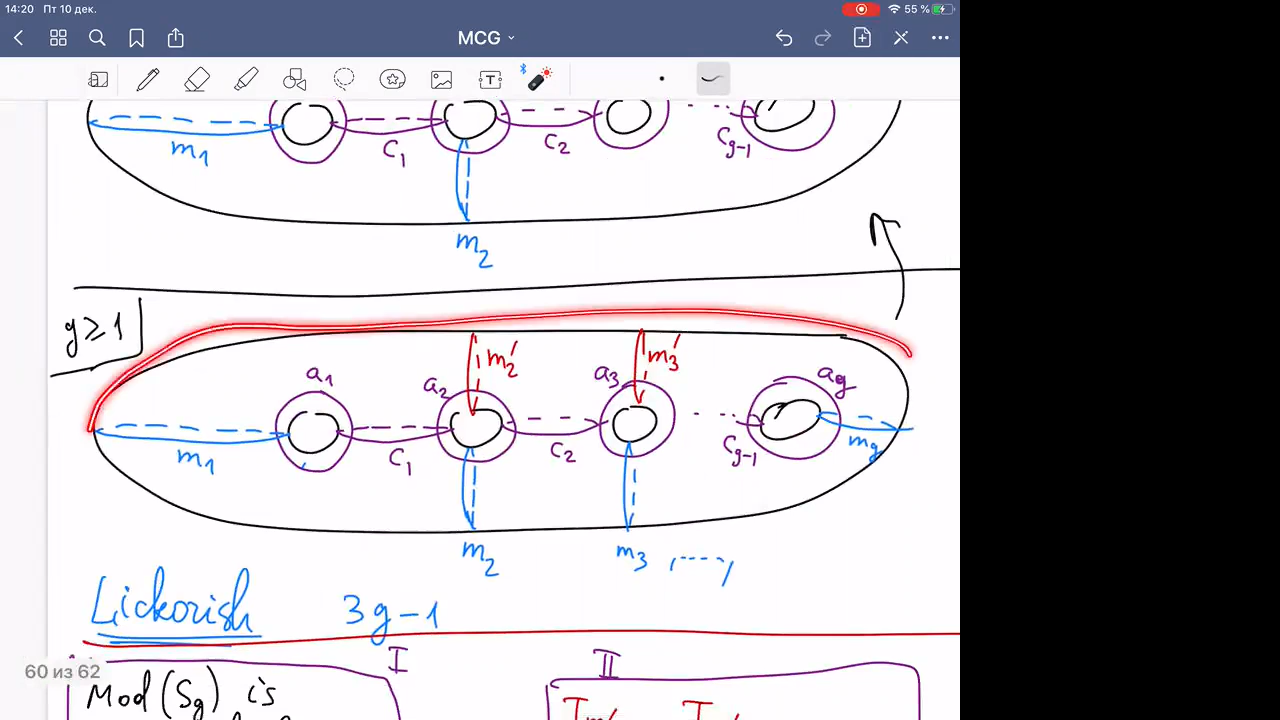 14:20 Пт 10 дек. 55 %
MCG
m1 c1 c2 cg-1
m2
g ≥ 1
m2' m3'
a1 a2 a3 ag
m1 c1 c2 cg-1 mg
m2 m3 , ...,
Lickorish 3g-1
I II
60 из 62
Mod(Sg) is